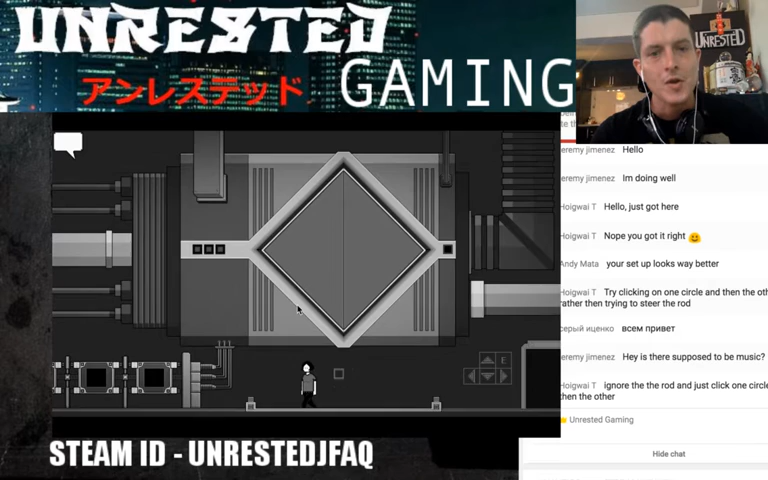 UNRESTED
アンレステッド
GAMING
UNRESTED
Jeremy jimenez Hello
Jeremy jimenez Im doing well
Hoigwai T Hello, just got here
Hoigwai T Nope you got it right
Andy Mata your set up looks way better
Hoigwai T Try clicking on one circle and then the oth
rather then trying to steer the rod
серый иценко всем привет
Jeremy jimenez Hey is there supposed to be music?
Hoigwai T ignore the the rod and just click one circle
then the other
Unrested Gaming
Hide chat
E
STEAM ID - UNRESTEDJFAQ